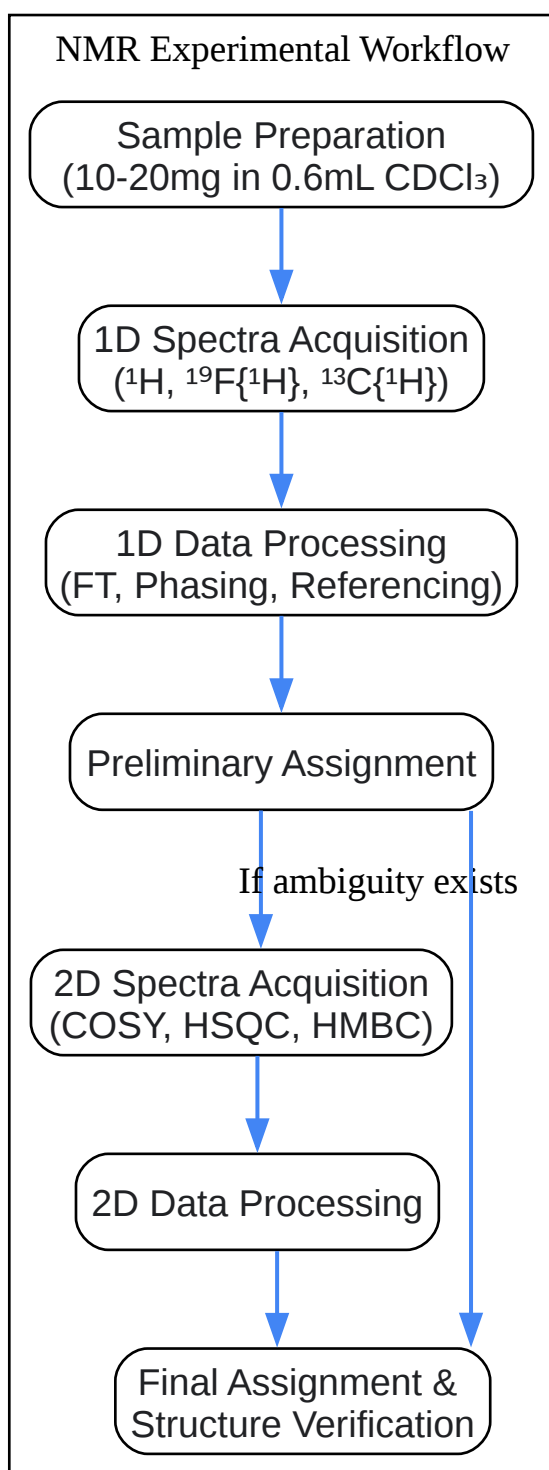 NMR Experimental Workflow
Sample Preparation
(10-20mg in 0.6mL CDCl₃)
1D Spectra Acquisition
(¹H, ¹⁹F{¹H}, ¹³C{¹H})
1D Data Processing
(FT, Phasing, Referencing)
Preliminary Assignment
If ambiguity exists
2D Spectra Acquisition
(COSY, HSQC, HMBC)
2D Data Processing
Final Assignment &
Structure Verification